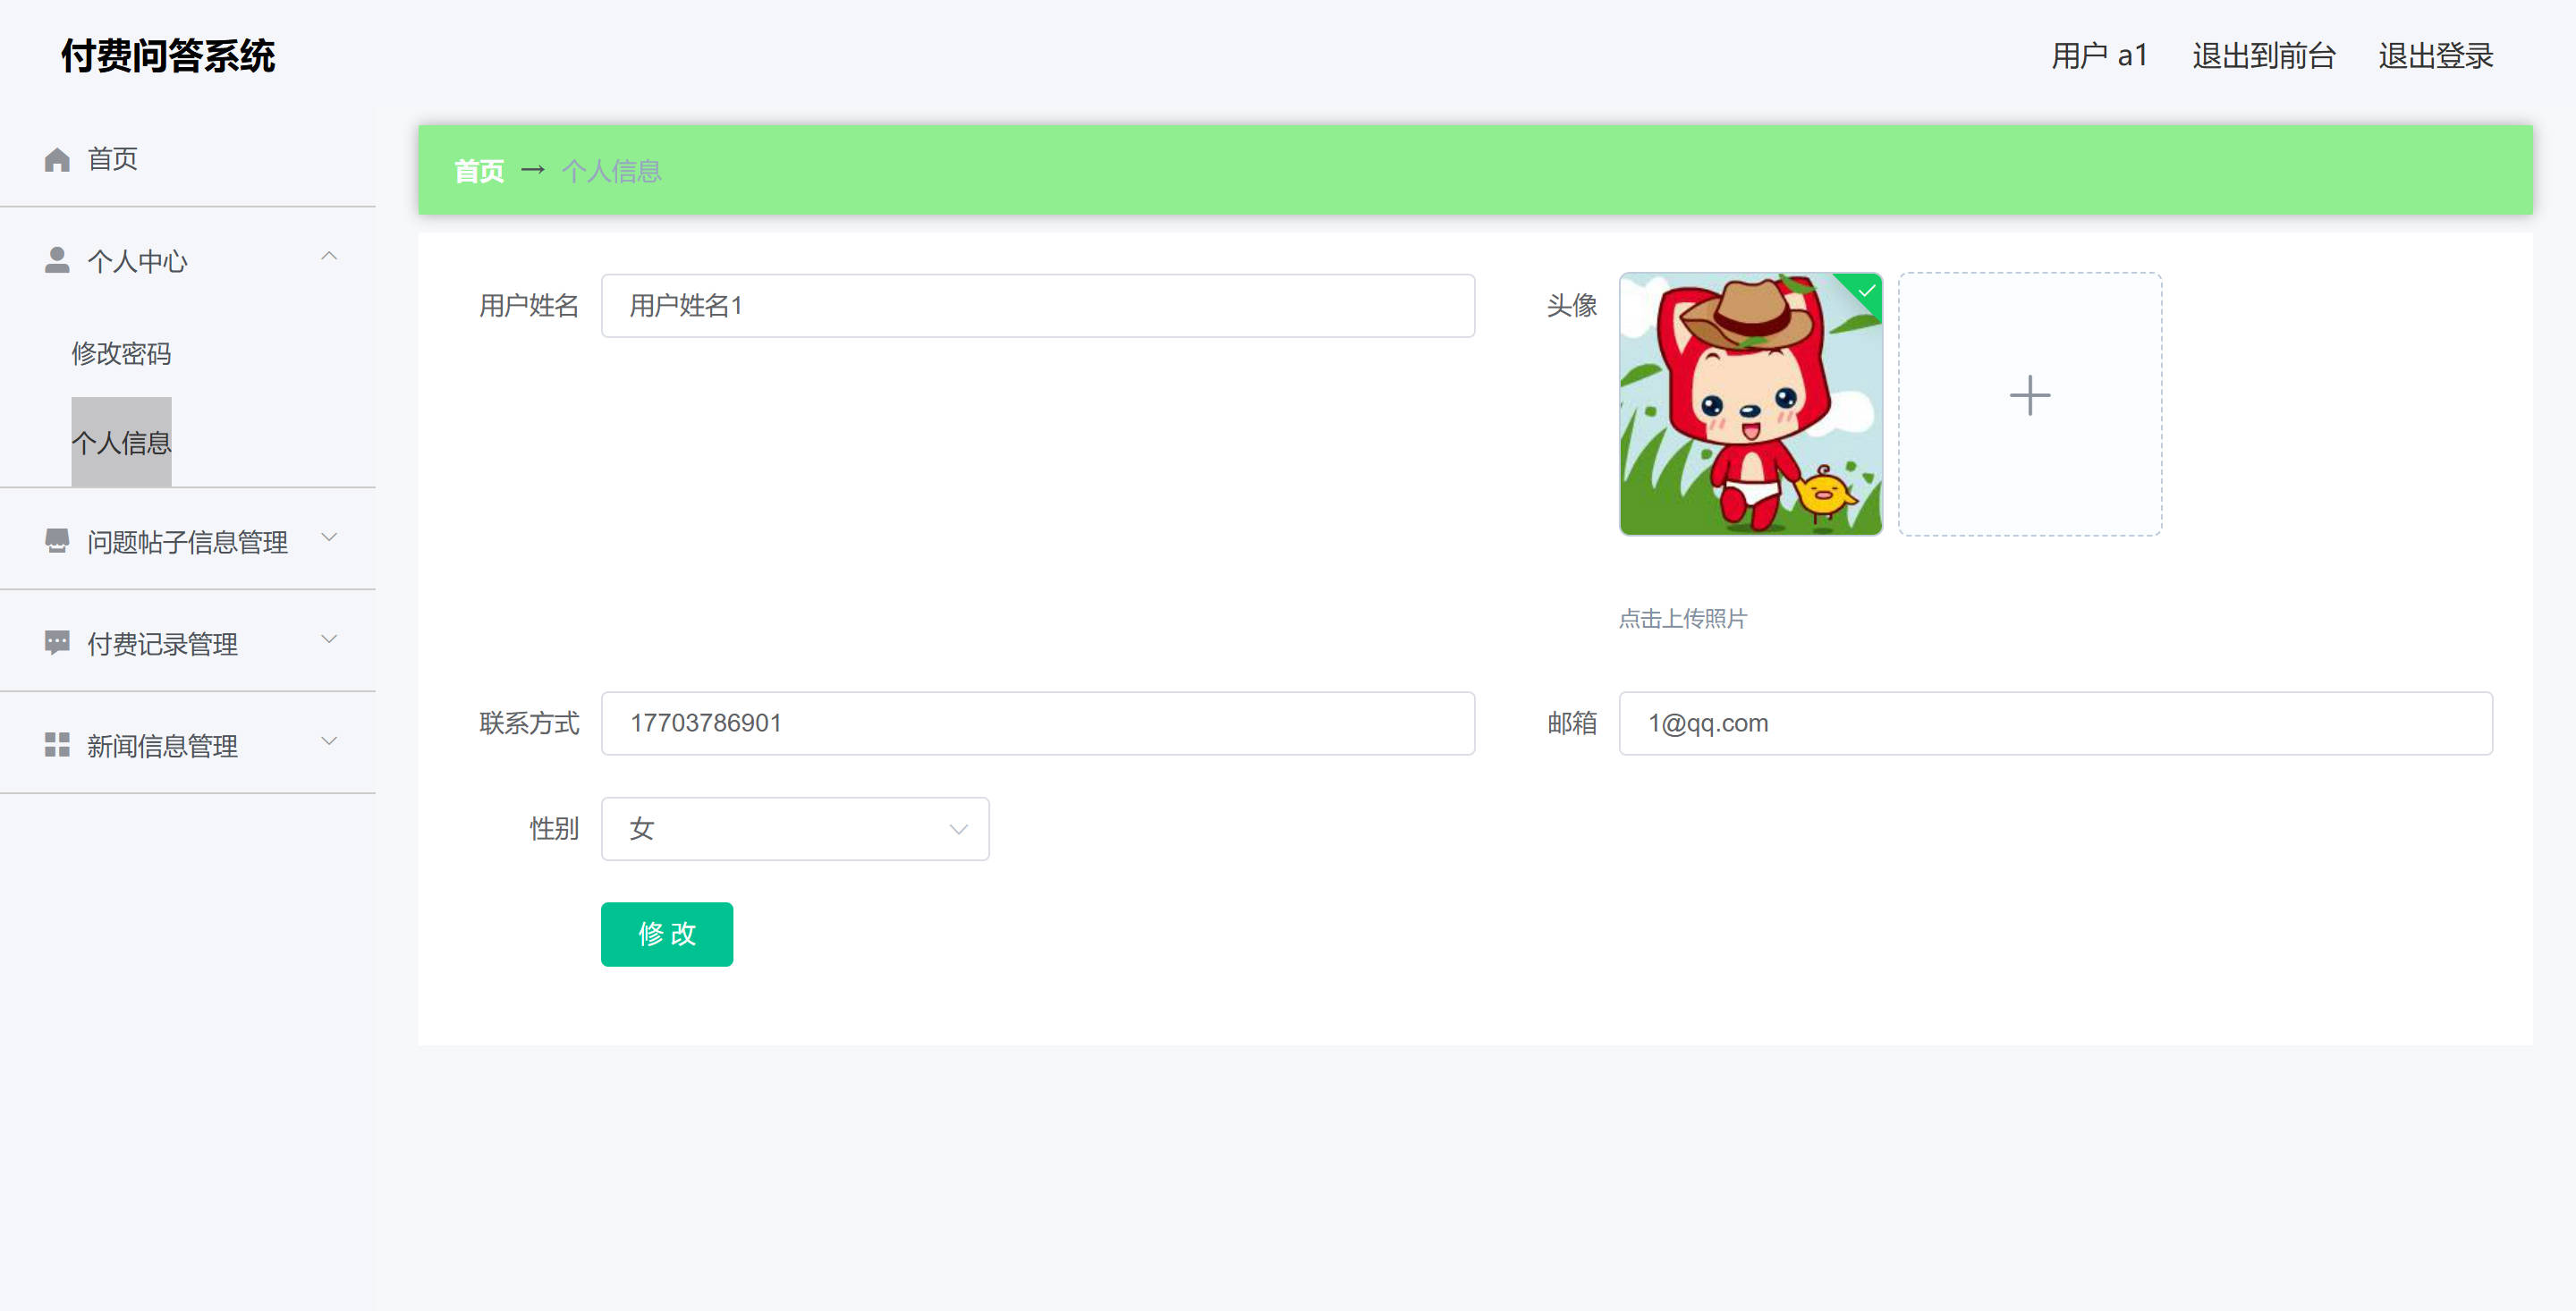 付费问答系统
用户 a1 退出到前台 退出登录
首页
个人中心
修改密码
个人信息
问题帖子信息管理
付费记录管理
新闻信息管理
首页 → 个人信息
用户姓名 用户姓名1
头像
点击上传照片
联系方式 17703786901
邮箱 1@qq.com
性别 女
修 改